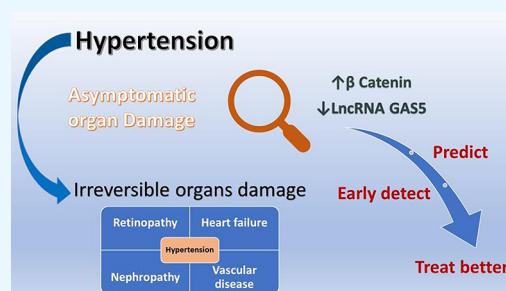 Hypertension
Asymptomatic
organ Damage
↑β Catenin
↓LncRNA GAS5
Predict
Early detect
Treat better
Irreversible organs damage
Retinopathy
Heart failure
Hypertension
Nephropathy
Vascular
disease